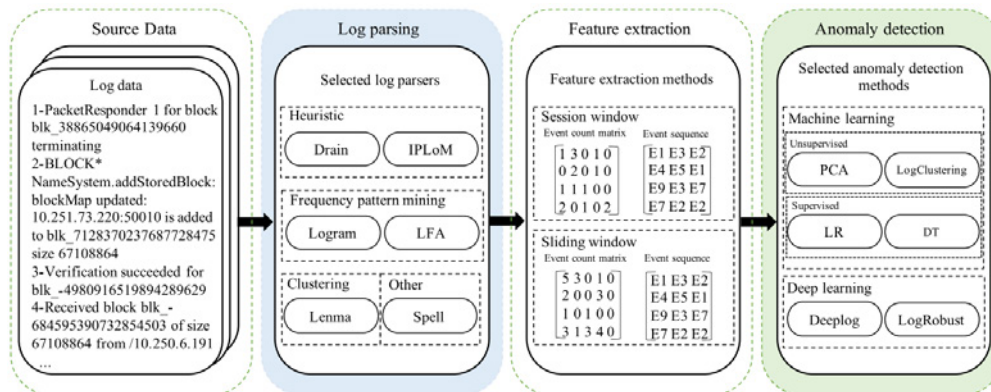 Source Data
Log data
1-PacketResponder 1 for block
blk_38865049064139660
terminating
2-BLOCK*
NameSystem.addStoredBlock:
blockMap updated:
10.251.73.220:50010 is added
to blk_7128370237687728475
size 67108864
3-Verification succeeded for
blk_-4980916519894289629
4-Received block blk_-
684595390732854503 of size
67108864 from /10.250.6.191
...
Log parsing
Selected log parsers
Heuristic
Drain
IPLoM
Frequency pattern mining
Logram
LFA
Clustering
Other
Lenma
Spell
Feature extraction
Feature extraction methods
Session window
Event count matrix
Event sequence
1 3 0 1 0
E1 E3 E2
0 2 0 1 0
E4 E5 E1
1 1 1 0 0
E9 E3 E7
2 0 1 0 2
E7 E2 E2
Sliding window
Event count matrix
Event sequence
5 3 0 1 0
E1 E3 E2
2 0 0 3 0
E4 E5 E1
1 0 1 0 0
E9 E3 E7
3 1 3 4 0
E7 E2 E2
Anomaly detection
Selected anomaly detection
methods
Machine learning
Unsupervised
PCA
LogClustering
Supervised
LR
DT
Deep learning
Deeplog
LogRobust